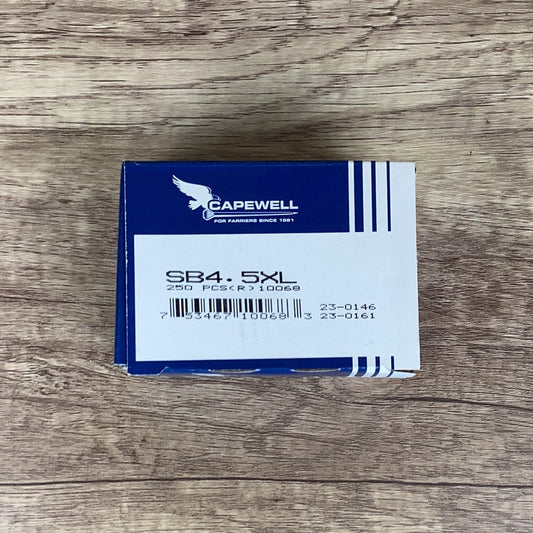 CAPEWELL
FOR FARRIERS SINCE 1881
SB4.5XL
250 PCS(R)10068
7 53467 10068 3
23-0146
23-0161